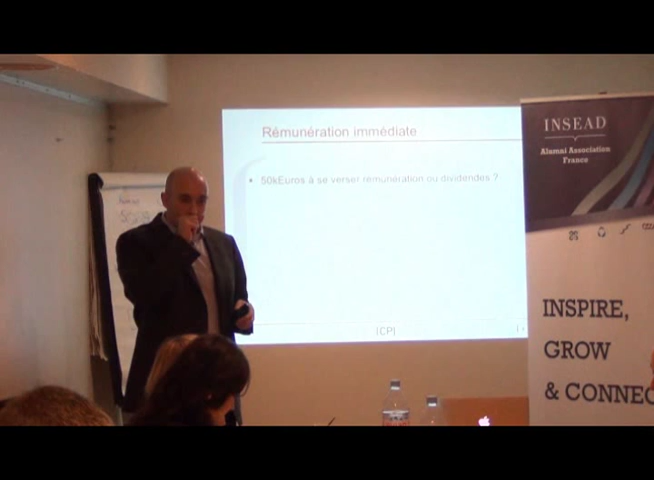 Rémunération immédiate
• 50kEuros à se verser rémunération ou dividendes ?
ICPI
INSEAD
Alumni Association
France
INSPIRE,
GROW
& CONNEC